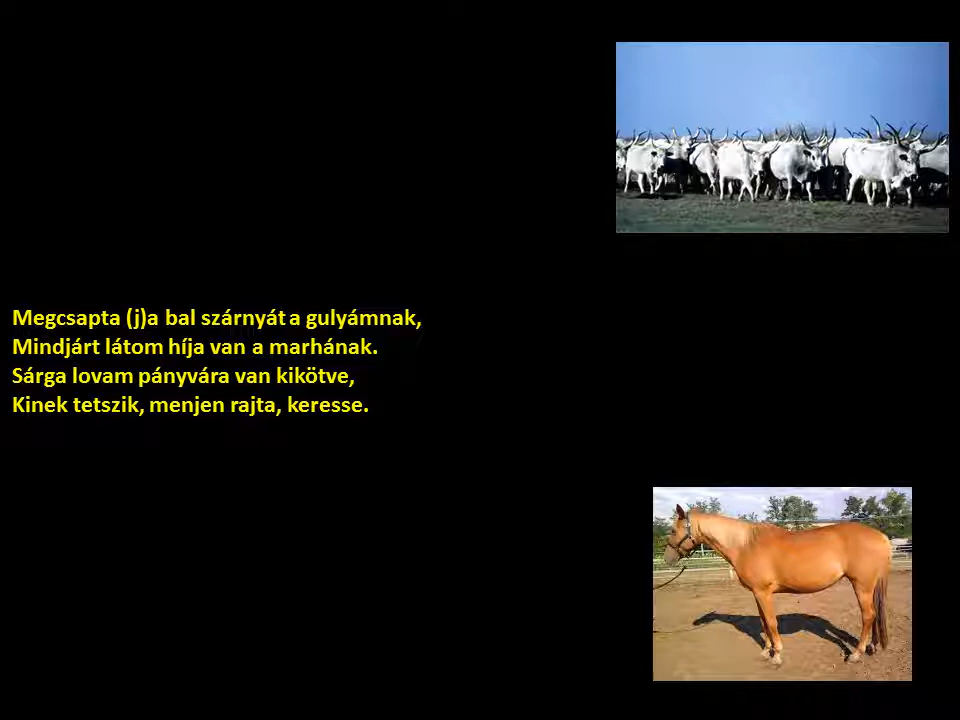 Megcsapta (j)a bal szárnyát a gulyámnak,
Mindjárt látom híja van a marhának.
Sárga lovam pányvára van kikötve,
Kinek tetszik, menjen rajta, keresse.